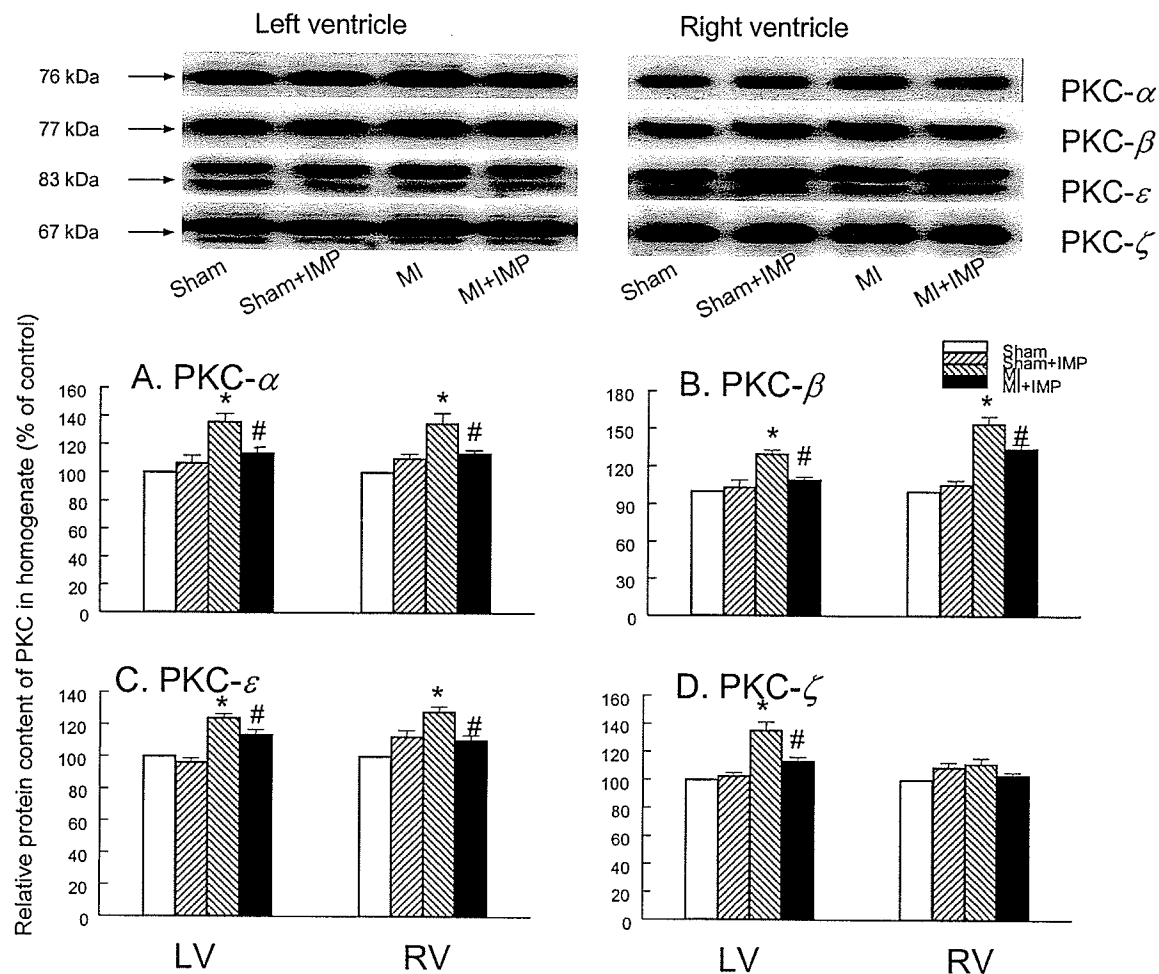 Left ventricle
Right ventricle
76 kDa
PKC-α
77 kDa
PKC-β
83 kDa
PKC-ε
67 kDa
PKC-ζ
Sham
Sham+IMP
MI
MI+IMP
Sham
Sham+IMP
MI
MI+IMP
Relative protein content of PKC in homogenate (% of control)
Sham
Sham+IMP
MI
MI+IMP
A. PKC-α
160
140
120
100
80
60
40
20
0
*
#
*
#
B. PKC-β
180
150
120
90
60
30
0
*
#
*
#
C. PKC-ε
140
120
100
80
60
40
20
0
*
#
*
#
LV
RV
D. PKC-ζ
160
140
120
100
80
60
40
20
0
*
#
LV
RV